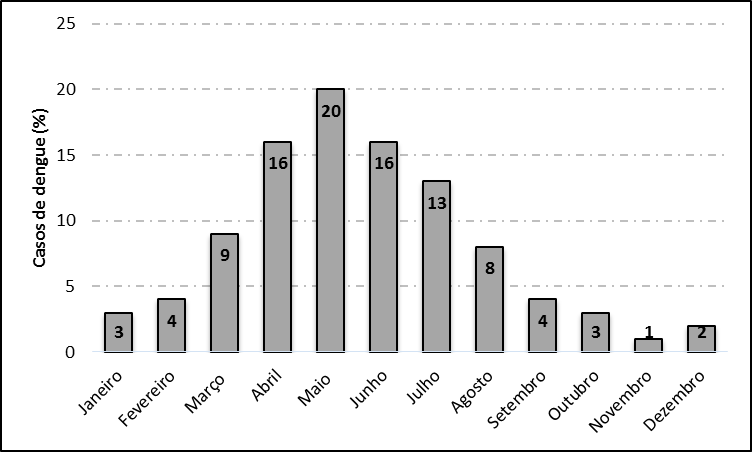 Casos de dengue (%)
25
20
15
10
5
0
3
4
9
16
20
16
13
8
4
3
1
2
Janeiro
Fevereiro
Março
Abril
Maio
Junho
Julho
Agosto
Setembro
Outubro
Novembro
Dezembro